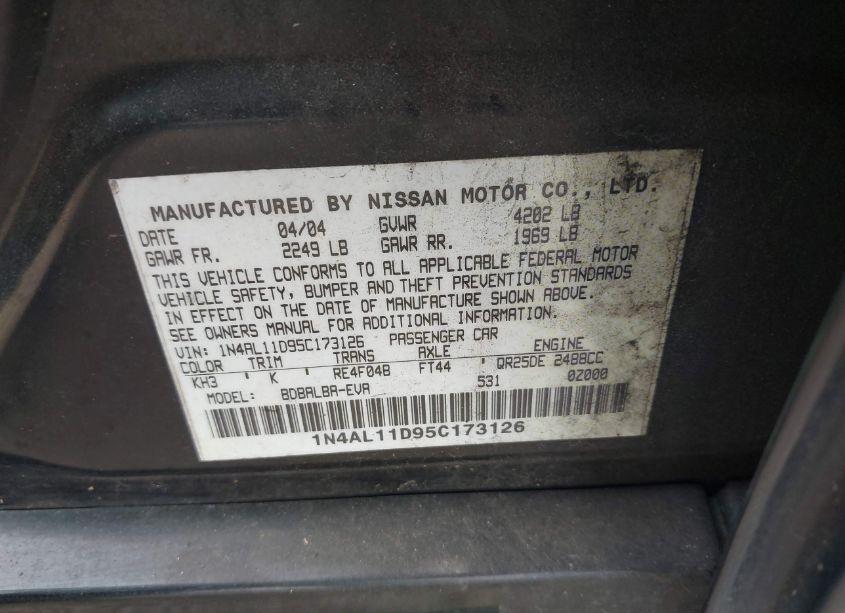 MANUFACTURED BY NISSAN MOTOR CO., LTD.
DATE 04/04 GVWR 4202 LB
GAWR FR. 2249 LB GAWR RR. 1969 LB
THIS VEHICLE CONFORMS TO ALL APPLICABLE FEDERAL MOTOR
VEHICLE SAFETY, BUMPER AND THEFT PREVENTION STANDARDS
IN EFFECT ON THE DATE OF MANUFACTURE SHOWN ABOVE.
SEE OWNERS MANUAL FOR ADDITIONAL INFORMATION.
VIN: 1N4AL11D95C173126 PASSENGER CAR
COLOR TRIM TRANS AXLE ENGINE
KH3 K RE4F04B FT44 QR25DE 2488CC
MODEL: BDBALBA-EVA 531 0Z000
1N4AL11D95C173126